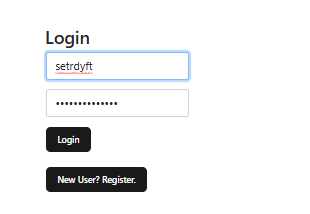 Login
setrdyft
••••••••••••••
Login
New User? Register.